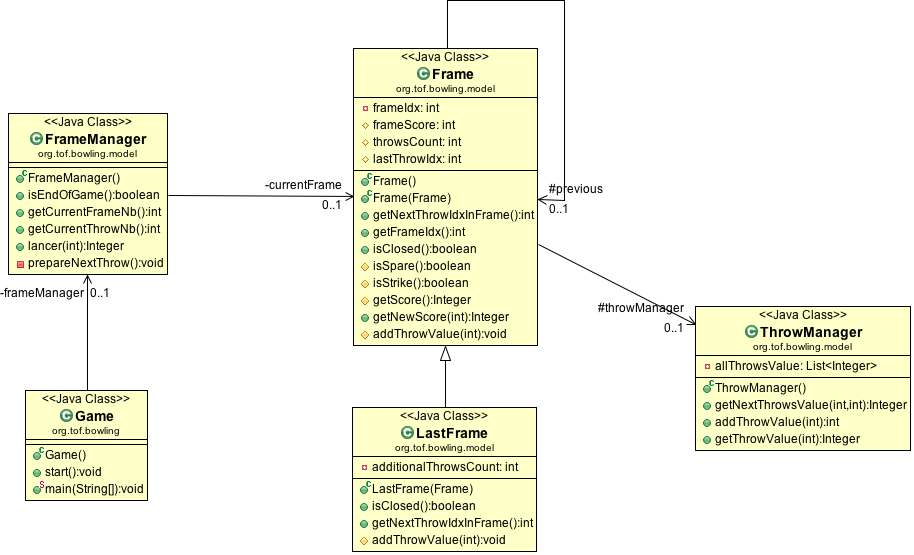 <<Java Class>>
Frame
org.tof.bowling.model
frameIdx: int
frameScore: int
throwsCount: int
lastThrowIdx: int
Frame()
Frame(Frame)
getNextThrowIdxInFrame():int
getFrameIdx():int
isClosed():boolean
isSpare():boolean
isStrike():boolean
getScore():Integer
getNewScore(int):Integer
addThrowValue(int):void
<<Java Class>>
FrameManager
org.tof.bowling.model
FrameManager()
isEndOfGame():boolean
getCurrentFrameNb():int
getCurrentThrowNb():int
lancer(int):Integer
prepareNextThrow():void
-currentFrame
0..1
#previous
0..1
-frameManager
0..1
#throwManager
0..1
<<Java Class>>
ThrowManager
org.tof.bowling.model
allThrowsValue: List<Integer>
ThrowManager()
getNextThrowsValue(int,int):Integer
addThrowValue(int):int
getThrowValue(int):Integer
<<Java Class>>
Game
org.tof.bowling
Game()
start():void
main(String[]):void
<<Java Class>>
LastFrame
org.tof.bowling.model
additionalThrowsCount: int
LastFrame(Frame)
isClosed():boolean
getNextThrowIdxInFrame():int
addThrowValue(int):void